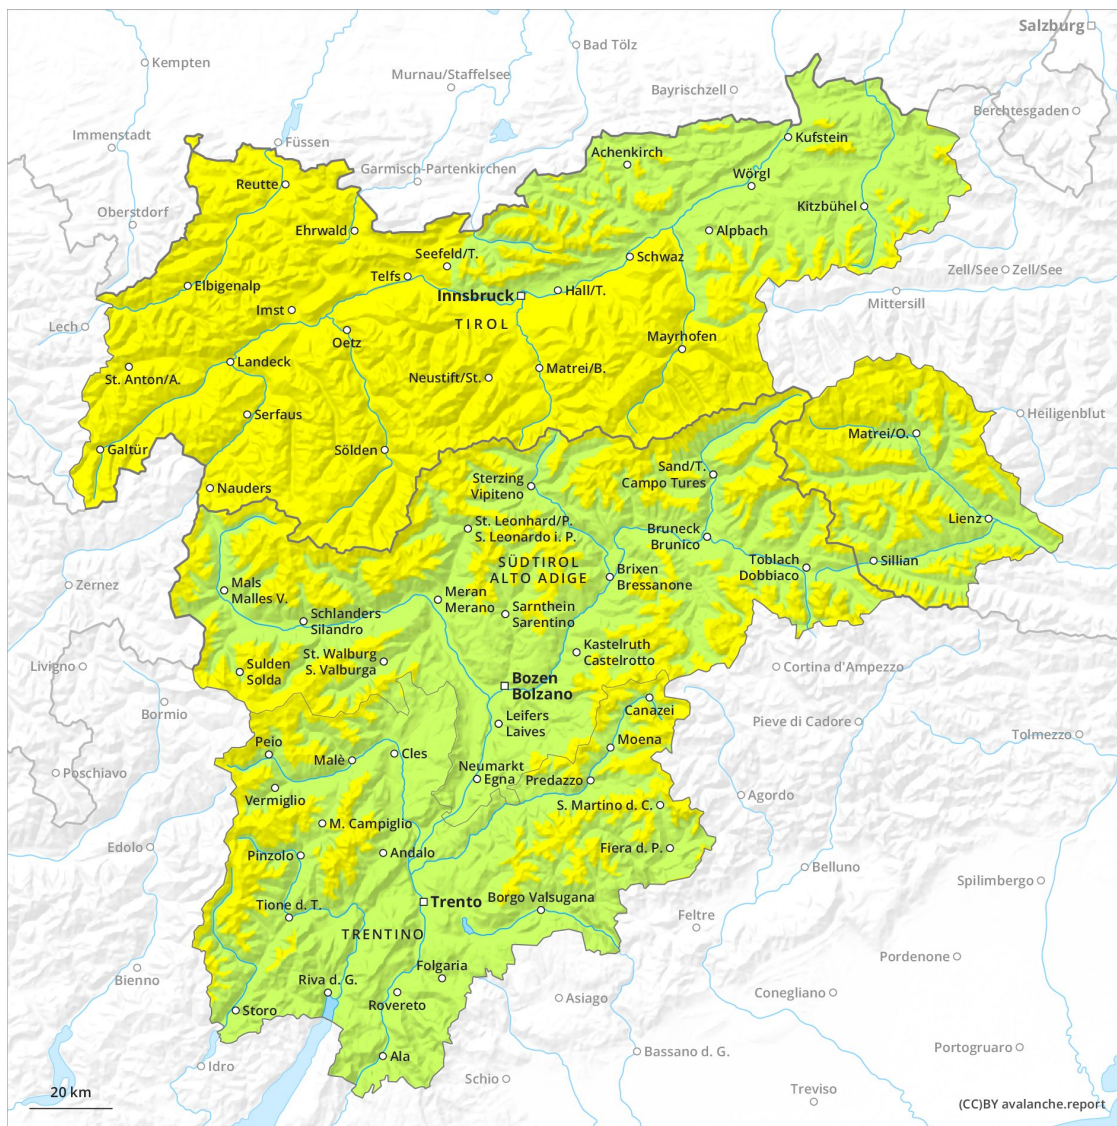 Salzburg
Bad Tölz
Kempten
Murnau/Staffelsee
Bayrischzell
Berchtesgaden
Immenstadt
Füssen
Kufstein
Achenkirch
Garmisch-Partenkirchen
Wörgl
Reutte
Oberstdorf
Kitzbühel
Ehrwald
Alpbach
Seefeld/T.
Schwaz
Telfs
Zell/See
Zell/See
Elbigenalp
Hall/T.
Innsbruck
Mittersill
Imst
TIROL
Lech
Oetz
Mayrhofen
Landeck
Matrei/B.
St. Anton/A.
Neustift/St.
Serfaus
Heiligenblut
Matrei/O.
Galtür
Sölden
Sand/T.
Campo Tures
Sterzing
Vipiteno
Nauders
Lienz
St. Leonhard/P.
S. Leonardo i. P.
Bruneck
Brunico
SÜDTIROL
ALTO ADIGE
Toblach
Dobbiaco
Sillian
Brixen
Bressanone
Zernez
Mals
Malles V.
Meran
Merano
Sarnthein
Sarentino
Schlanders
Silandro
Kastelruth
Castelrotto
St. Walburg
S. Valburga
Livigno
Sulden
Solda
Cortina d'Ampezzo
Bozen
Bolzano
Bormio
Canazei
Leifers
Laives
Pieve di Cadore
Tolmezzo
Peio
Moena
Cles
Malè
Neumarkt
Egna
Predazzo
Poschiavo
Vermiglio
Agordo
S. Martino d. C.
M. Campiglio
Edolo
Andalo
Fiera d. P.
Pinzolo
Belluno
Spilimbergo
Borgo Valsugana
Trento
Tione d. T.
Feltre
TRENTINO
Pordenone
Folgaria
Bienno
Riva d. G.
Conegliano
Rovereto
Asiago
Storo
Portogruaro
Bassano d. G.
Ala
Idro
Schio
Treviso
20 km
(CC)BY avalanche.report